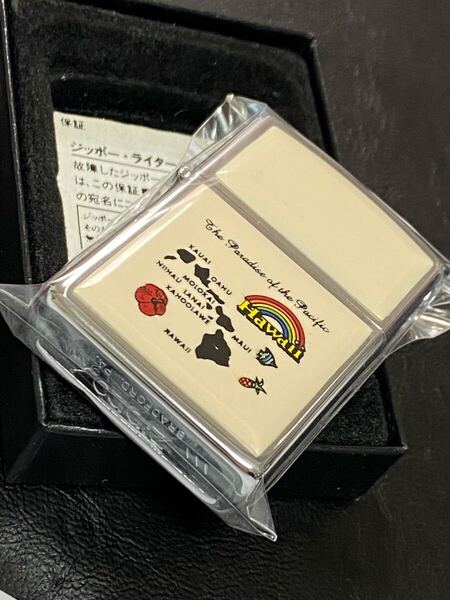 保証
ジッポー・ライター
故障したジッポー
は、この保証
の宛名にご
The Paradise of the Pacific
KAUAI
OAHU
MOLOKAI
NIIHAU
LANAI
KAHOOLAWE
MAUI
HAWAII
Hawaii
BRADFORD, PA